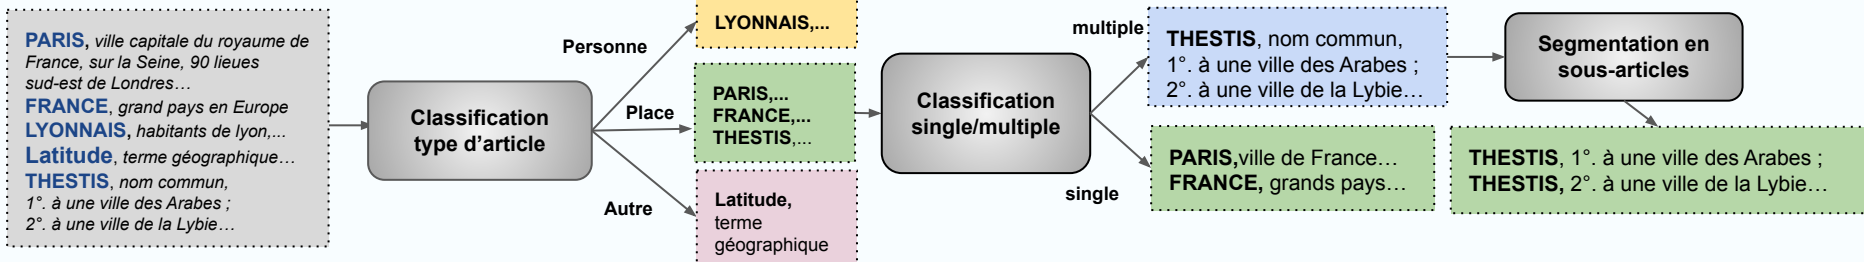 PARIS, ville capitale du royaume de
France, sur la Seine, 90 lieues
sud-est de Londres…
FRANCE, grand pays en Europe
LYONNAIS, habitants de lyon,...
Latitude, terme géographique…
THESTIS, nom commun,
1°. à une ville des Arabes ;
2°. à une ville de la Lybie…
Classification
type d'article
Personne
Place
Autre
LYONNAIS,...
PARIS,...
FRANCE,...
THESTIS,...
Latitude,
terme
géographique
Classification
single/multiple
multiple
single
THESTIS, nom commun,
1°. à une ville des Arabes ;
2°. à une ville de la Lybie…
PARIS,ville de France…
FRANCE, grands pays…
Segmentation en
sous-articles
THESTIS, 1°. à une ville des Arabes ;
THESTIS, 2°. à une ville de la Lybie…